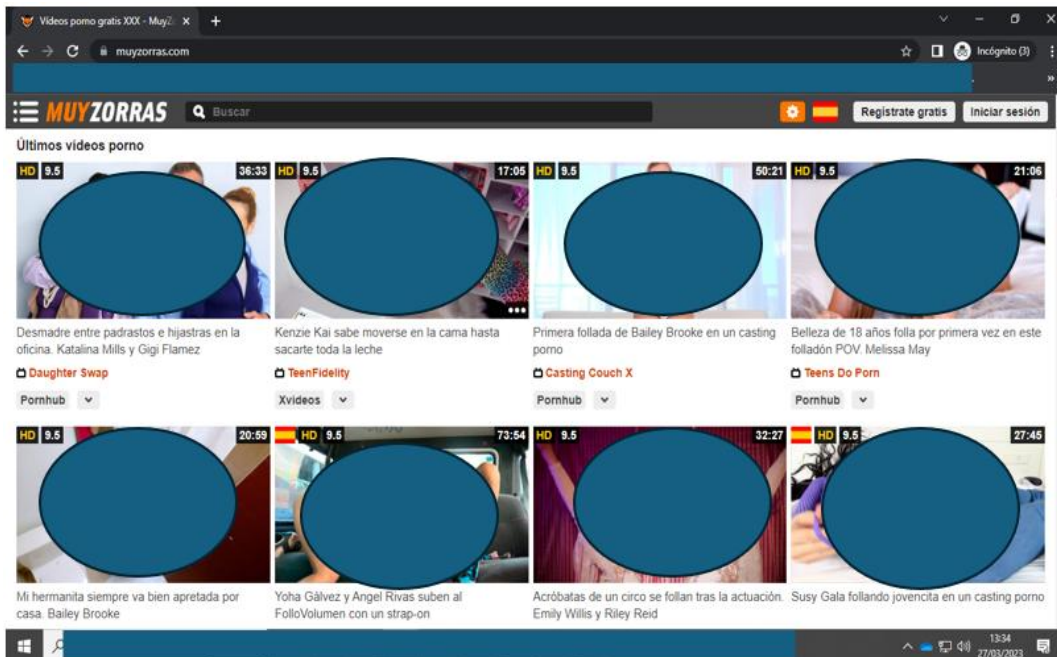 Vídeos porno gratis XXX - MuyZ
muyzorras.com
Incógnito (3)
MUYZORRAS
Buscar
Regístrate gratis
Iniciar sesión
Últimos videos porno
HD 9.5 36:33
HD 9.5 17:05
HD 9.5 50:21
HD 9.5 21:06
Desmadre entre padrastos e hijastras en la
oficina. Katalina Mills y Gigi Flamez
Daughter Swap
Pornhub
Kenzie Kai sabe moverse en la cama hasta
sacarte toda la leche
TeenFidelity
Xvideos
Primera follada de Bailey Brooke en un casting
porno
Casting Couch X
Pornhub
Belleza de 18 años folla por primera vez en este
folladón POV. Melissa May
Teens Do Porn
Pornhub
HD 9.5 20:59
HD 9.5 73:54
HD 9.5 32:27
HD 9.5 27:45
Mi hermanita siempre va bien apretada por
casa. Bailey Brooke
Yoha Gálvez y Angel Rivas suben al
FolloVolumen con un strap-on
Acróbatas de un circo se follan tras la actuación.
Emily Willis y Riley Reid
Susy Gala follando jovencita en un casting porno
13:34
27/03/2023